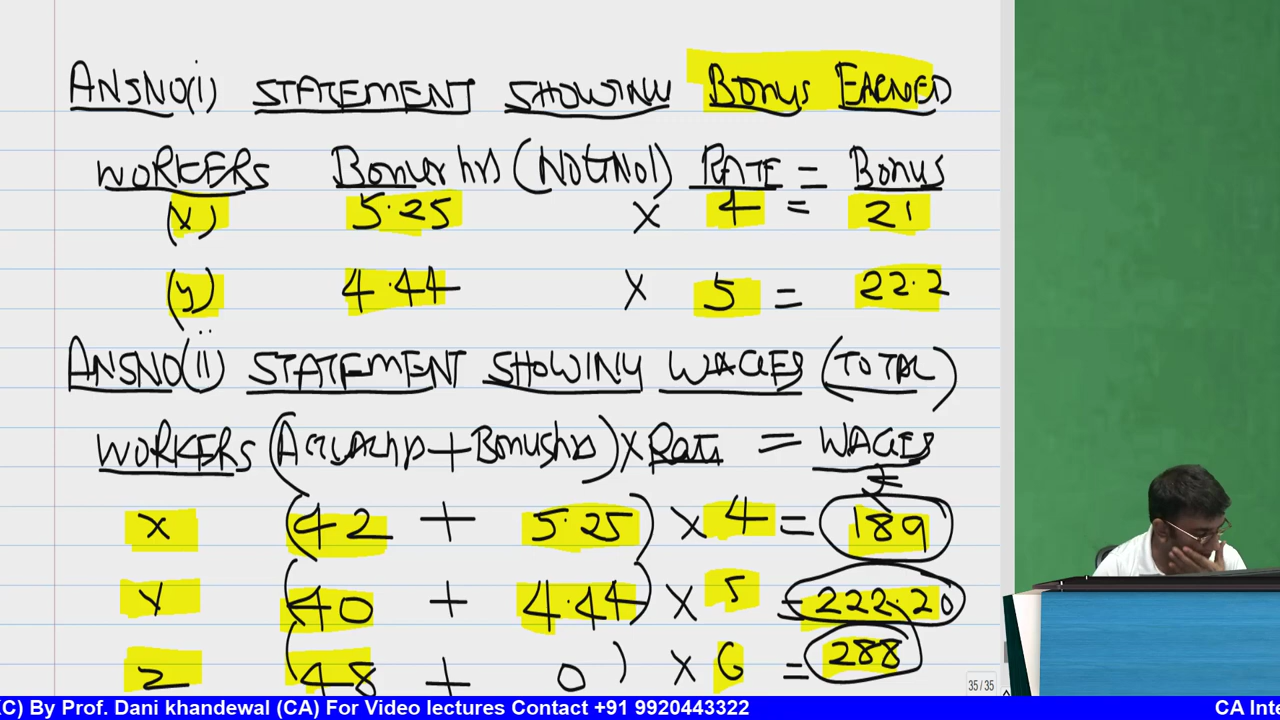 ANSNO(i) STATEMENT SHOWING BONUS EARNED
WORKERS Bonus hrs (Not No1) RATE = BONUS
(X) 5.25 X 4 = 21
(y) 4.44 X 5 = 22.2
ANSNO(ii) STATEMENT SHOWING WAGES (TOTAL)
WORKERS (Actual hrs + Bonus hrs) X Rate = WAGES
₹
X (42 + 5.25) X 4 = 189
Y (40 + 4.44) X 5 = 222.20
Z (48 + 0) X 6 = 288
35/35
C) By Prof. Dani khandewal (CA) For Video lectures Contact +91 9920443322 CA Inte